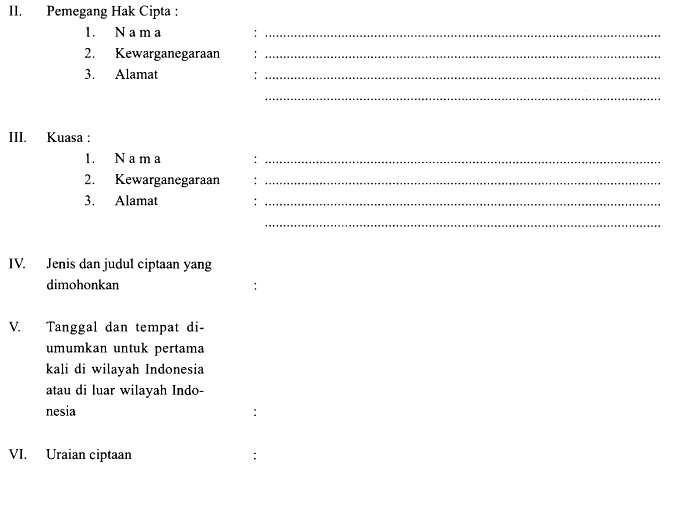 II. Pemegang Hak Cipta :
1. N a m a : ....................................................................................................
2. Kewarganegaraan : ....................................................................................................
3. Alamat : ....................................................................................................
....................................................................................................
III. Kuasa :
1. N a m a : ....................................................................................................
2. Kewarganegaraan : ....................................................................................................
3. Alamat : ....................................................................................................
....................................................................................................
IV. Jenis dan judul ciptaan yang
dimohonkan :
V. Tanggal dan tempat di-
umumkan untuk pertama
kali di wilayah Indonesia
atau di luar wilayah Indo-
nesia :
VI. Uraian ciptaan :